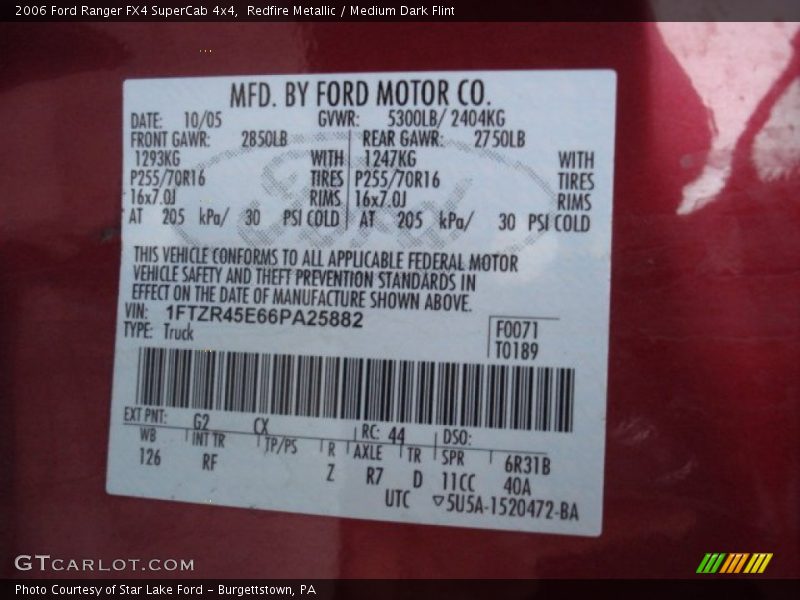 2006 Ford Ranger FX4 SuperCab 4x4,  Redfire Metallic / Medium Dark Flint
MFD. BY FORD MOTOR CO.
DATE: 10/05 GVWR: 5300LB/ 2404KG
FRONT GAWR: 2850LB REAR GAWR: 2750LB
1293KG WITH 1247KG WITH
P255/70R16 TIRES P255/70R16 TIRES
16x7.0J RIMS 16x7.0J RIMS
AT 205 kPa/ 30 PSI COLD AT 205 kPa/ 30 PSI COLD
Ford
THIS VEHICLE CONFORMS TO ALL APPLICABLE FEDERAL MOTOR
VEHICLE SAFETY AND THEFT PREVENTION STANDARDS IN
EFFECT ON THE DATE OF MANUFACTURE SHOWN ABOVE.
VIN: 1FTZR45E66PA25882
TYPE: Truck
F0071
T0189
EXT PNT: G2 CX RC: 44 DSO:
WB INT TR TP/PS R AXLE TR SPR 6R31B
126 RF Z R7 D 11CC 40A
UTC ▽5U5A-1520472-BA
GTCARLOT.COM
Photo Courtesy of Star Lake Ford - Burgettstown, PA